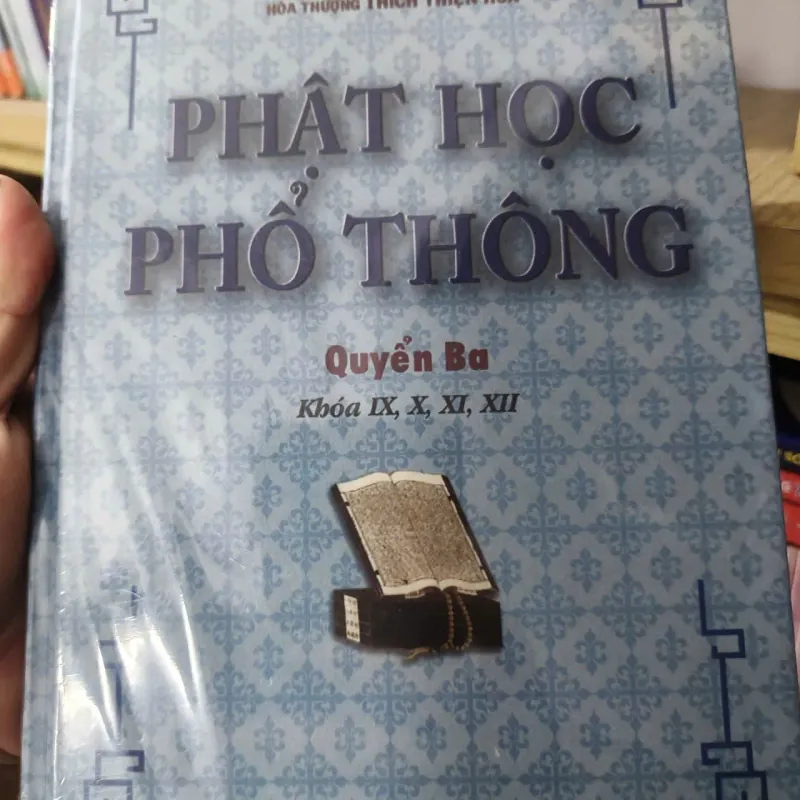 HÒA THƯỢNG THÍCH THIỆN HOA
PHẬT HỌC
PHỔ THÔNG
Quyển Ba
Khóa IX, X, XI, XII